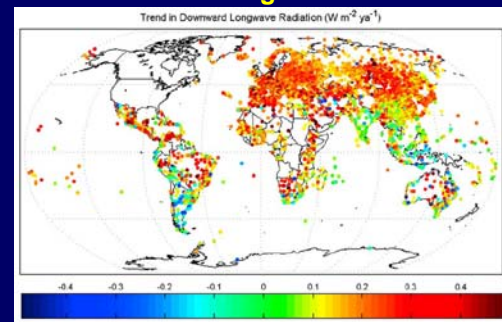 Trend in Downward Longwave Radiation (W m⁻² ya⁻¹)
-0.4 -0.3 -0.2 -0.1 0 0.1 0.2 0.3 0.4